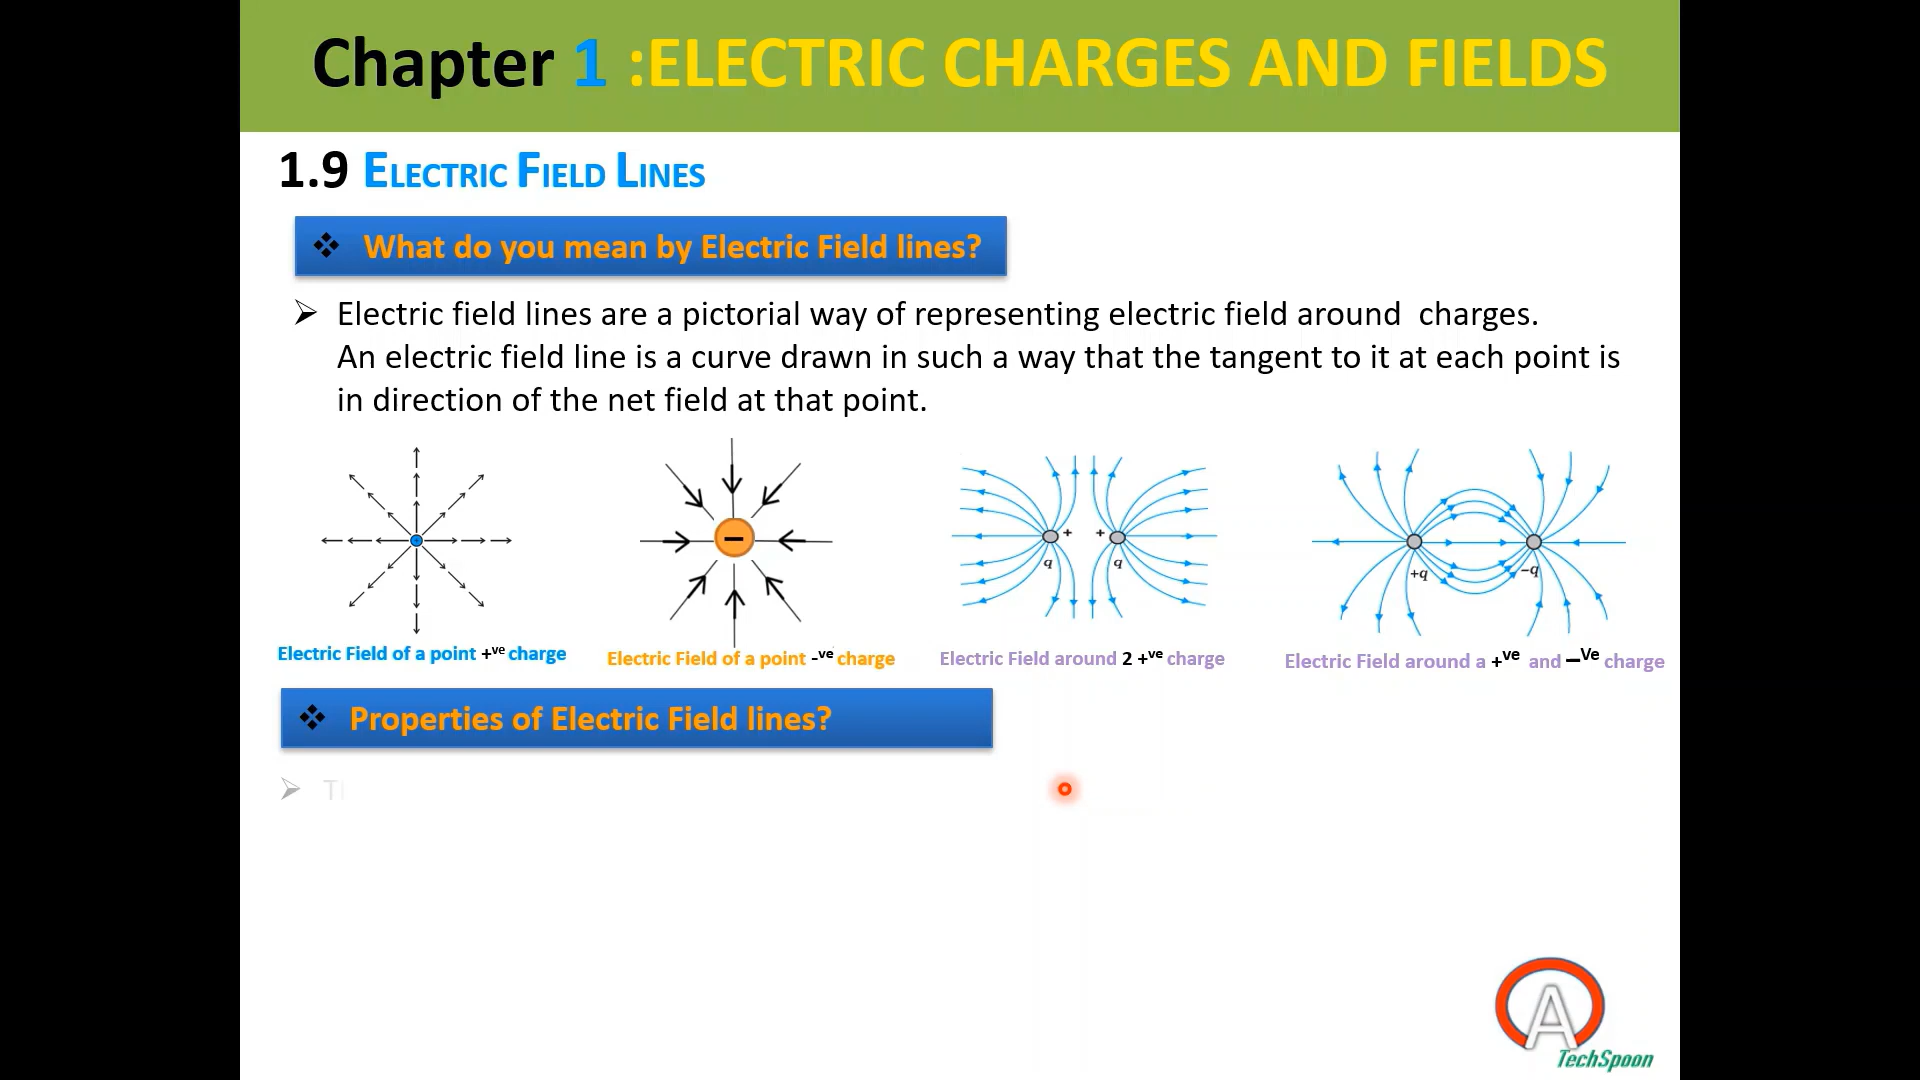 Chapter 1 :ELECTRIC CHARGES AND FIELDS
1.9 ELECTRIC FIELD LINES
❖ What do you mean by Electric Field lines?
➢ Electric field lines are a pictorial way of representing electric field around charges.
An electric field line is a curve drawn in such a way that the tangent to it at each point is
in direction of the net field at that point.
−
+ +
q q
+q −q
Electric Field of a point +ve charge
Electric Field of a point -ve charge
Electric Field around 2 +ve charge
Electric Field around a +ve and −Ve charge
❖ Properties of Electric Field lines?
A
TechSpoon